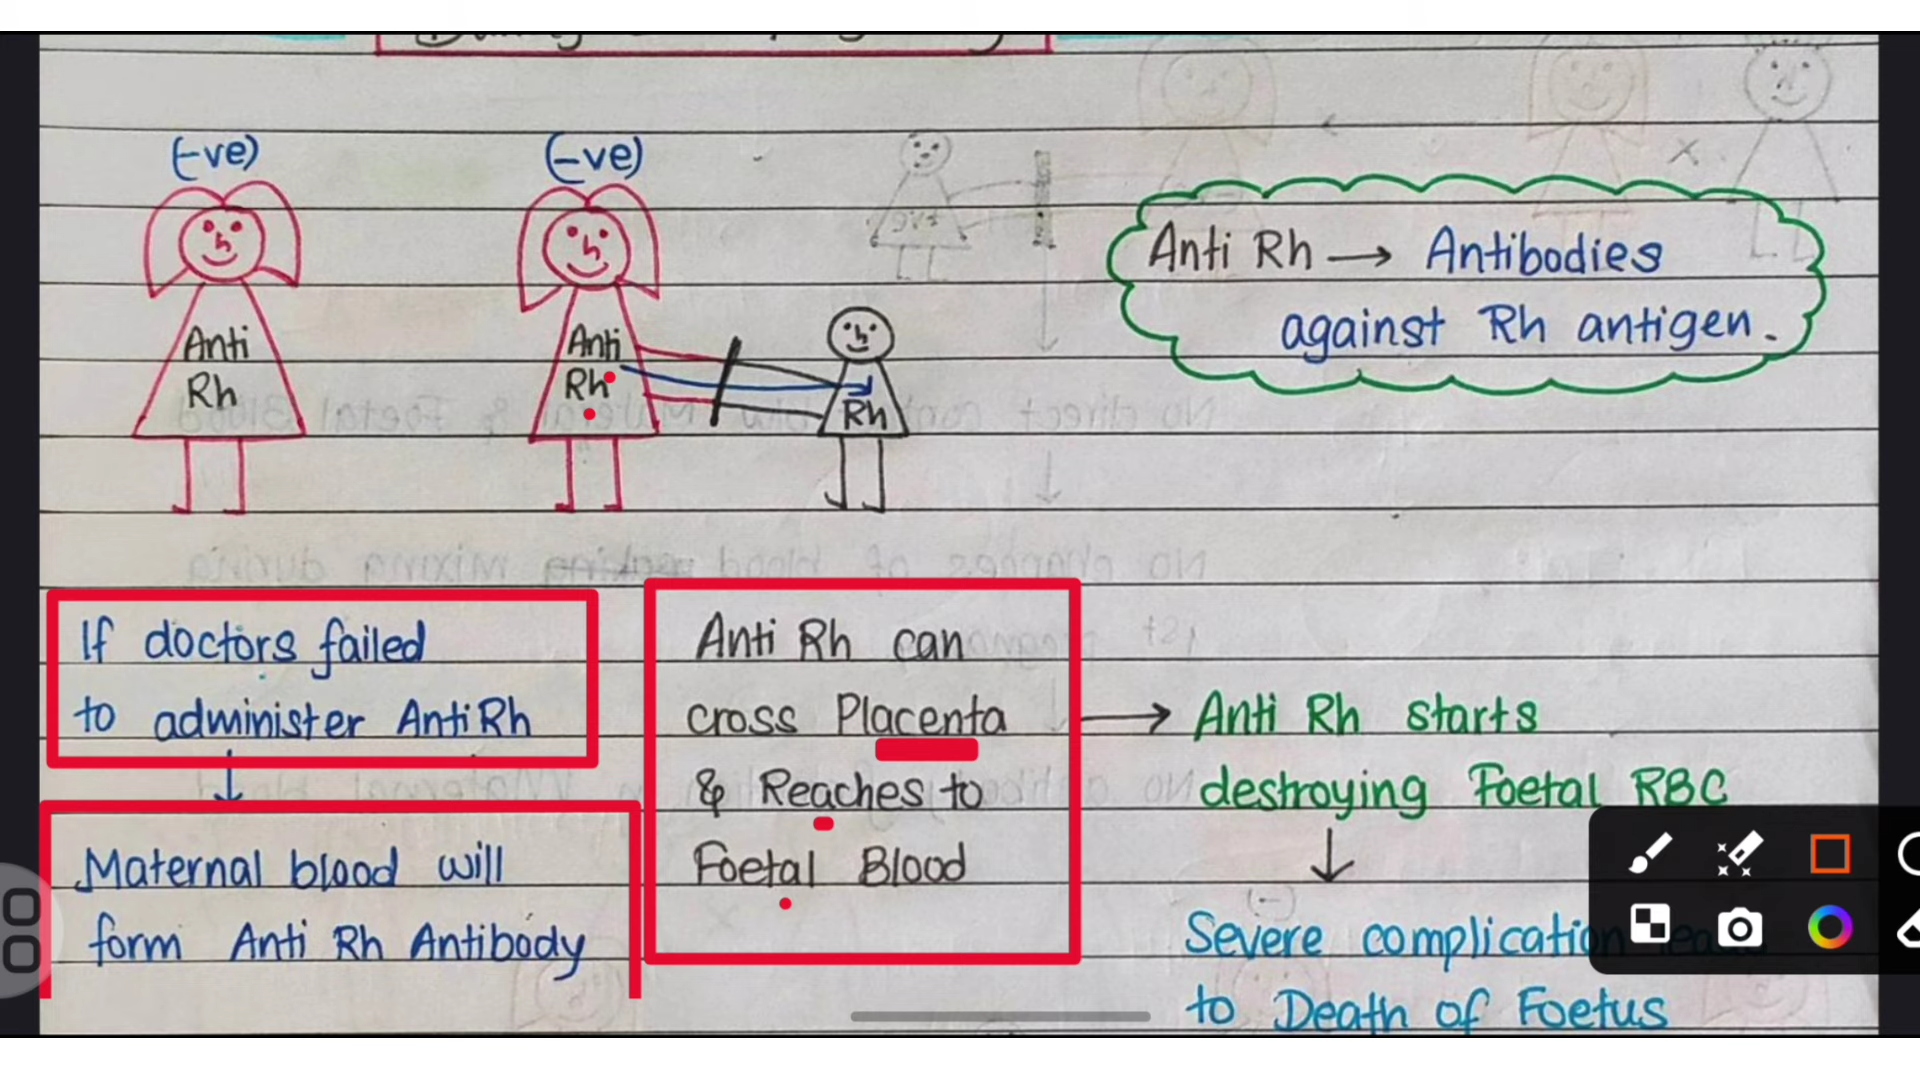 (-ve)
(-ve)
Anti
Rh
Anti
Rh
Rh
Anti Rh → Antibodies
against Rh antigen.
If doctors failed
to administer Anti Rh
↓
Maternal blood will
form Anti Rh Antibody
Anti Rh can
cross Placenta
& Reaches to
Foetal Blood
→ Anti Rh starts
destroying Foetal RBC
↓
Severe complication
to Death of Foetus